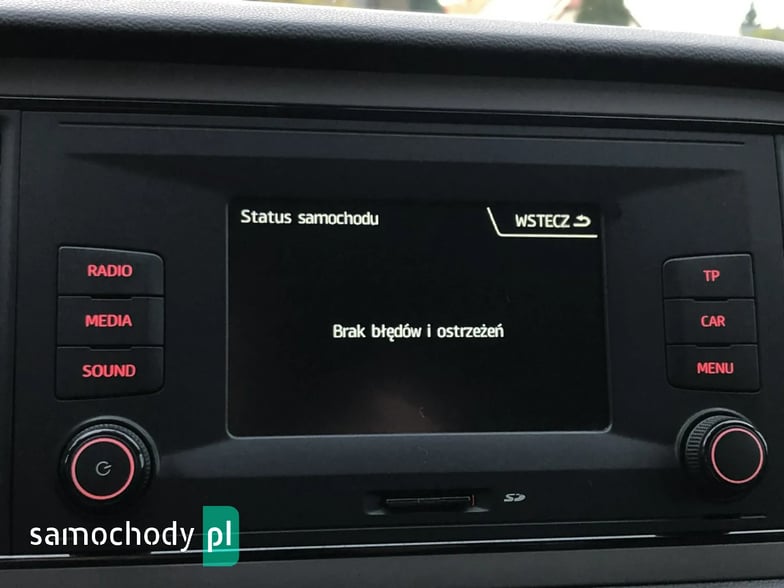 Status samochodu
WSTECZ
RADIO
TP
MEDIA
Brak błędów i ostrzeżeń
CAR
SOUND
MENU
SD
samochody pl